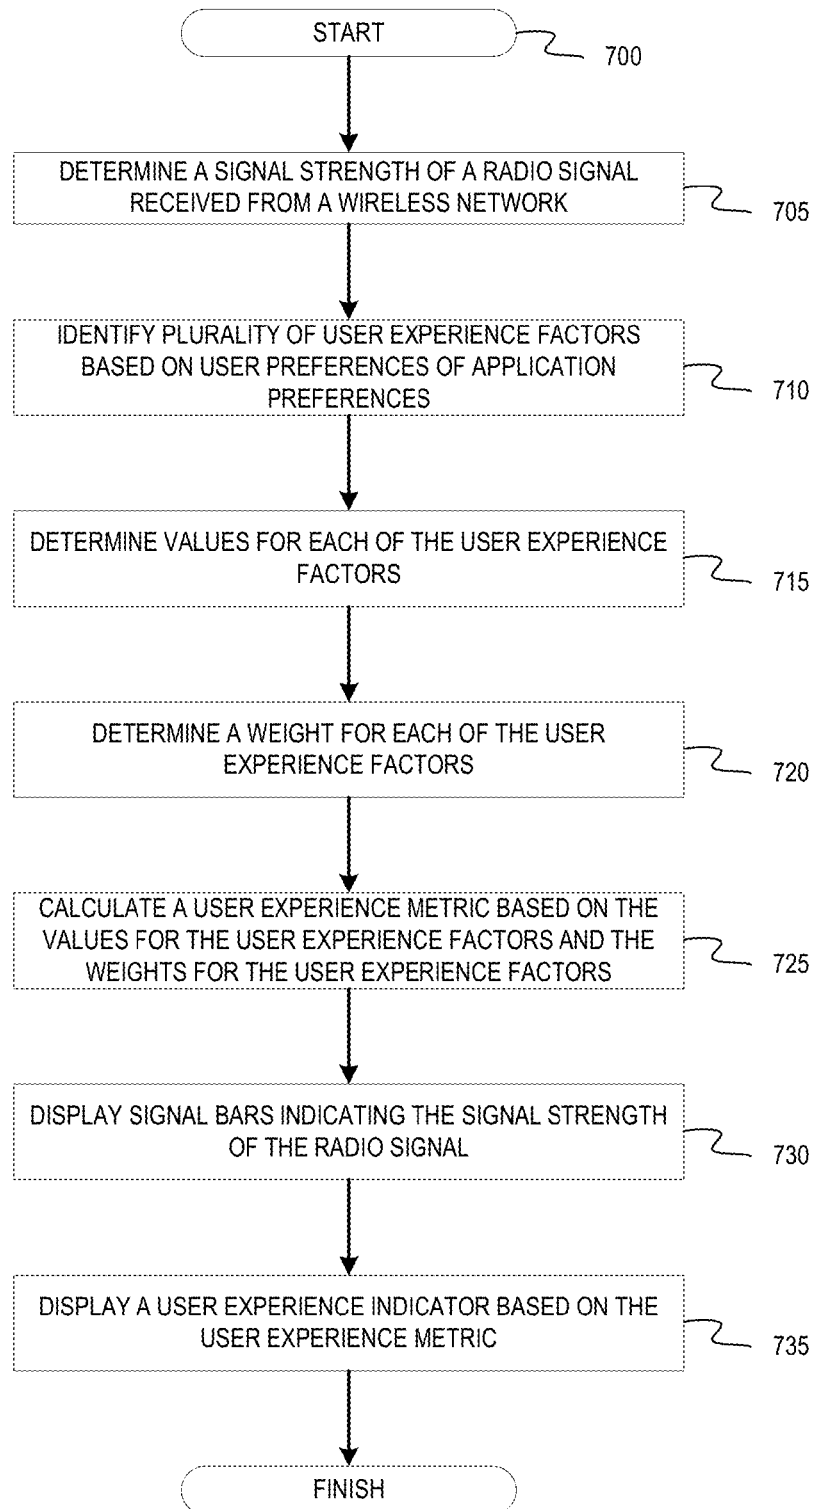 START
700
DETERMINE A SIGNAL STRENGTH OF A RADIO SIGNAL
RECEIVED FROM A WIRELESS NETWORK
705
IDENTIFY PLURALITY OF USER EXPERIENCE FACTORS
BASED ON USER PREFERENCES OF APPLICATION
PREFERENCES
710
DETERMINE VALUES FOR EACH OF THE USER EXPERIENCE
FACTORS
715
DETERMINE A WEIGHT FOR EACH OF THE USER
EXPERIENCE FACTORS
720
CALCULATE A USER EXPERIENCE METRIC BASED ON THE
VALUES FOR THE USER EXPERIENCE FACTORS AND THE
WEIGHTS FOR THE USER EXPERIENCE FACTORS
725
DISPLAY SIGNAL BARS INDICATING THE SIGNAL STRENGTH
OF THE RADIO SIGNAL
730
DISPLAY A USER EXPERIENCE INDICATOR BASED ON THE
USER EXPERIENCE METRIC
735
FINISH